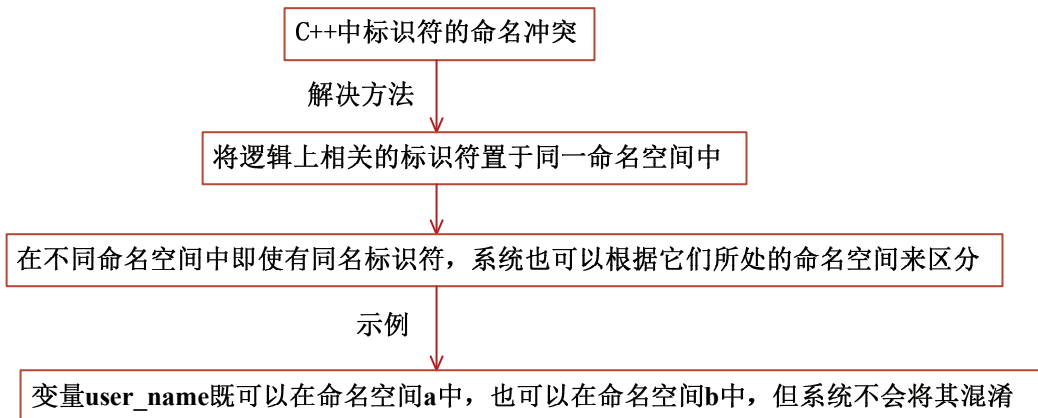 C++中标识符的命名冲突
解决方法
将逻辑上相关的标识符置于同一命名空间中
在不同命名空间中即使有同名标识符，系统也可以根据它们所处的命名空间来区分
示例
变量user_name既可以在命名空间a中，也可以在命名空间b中，但系统不会将其混淆